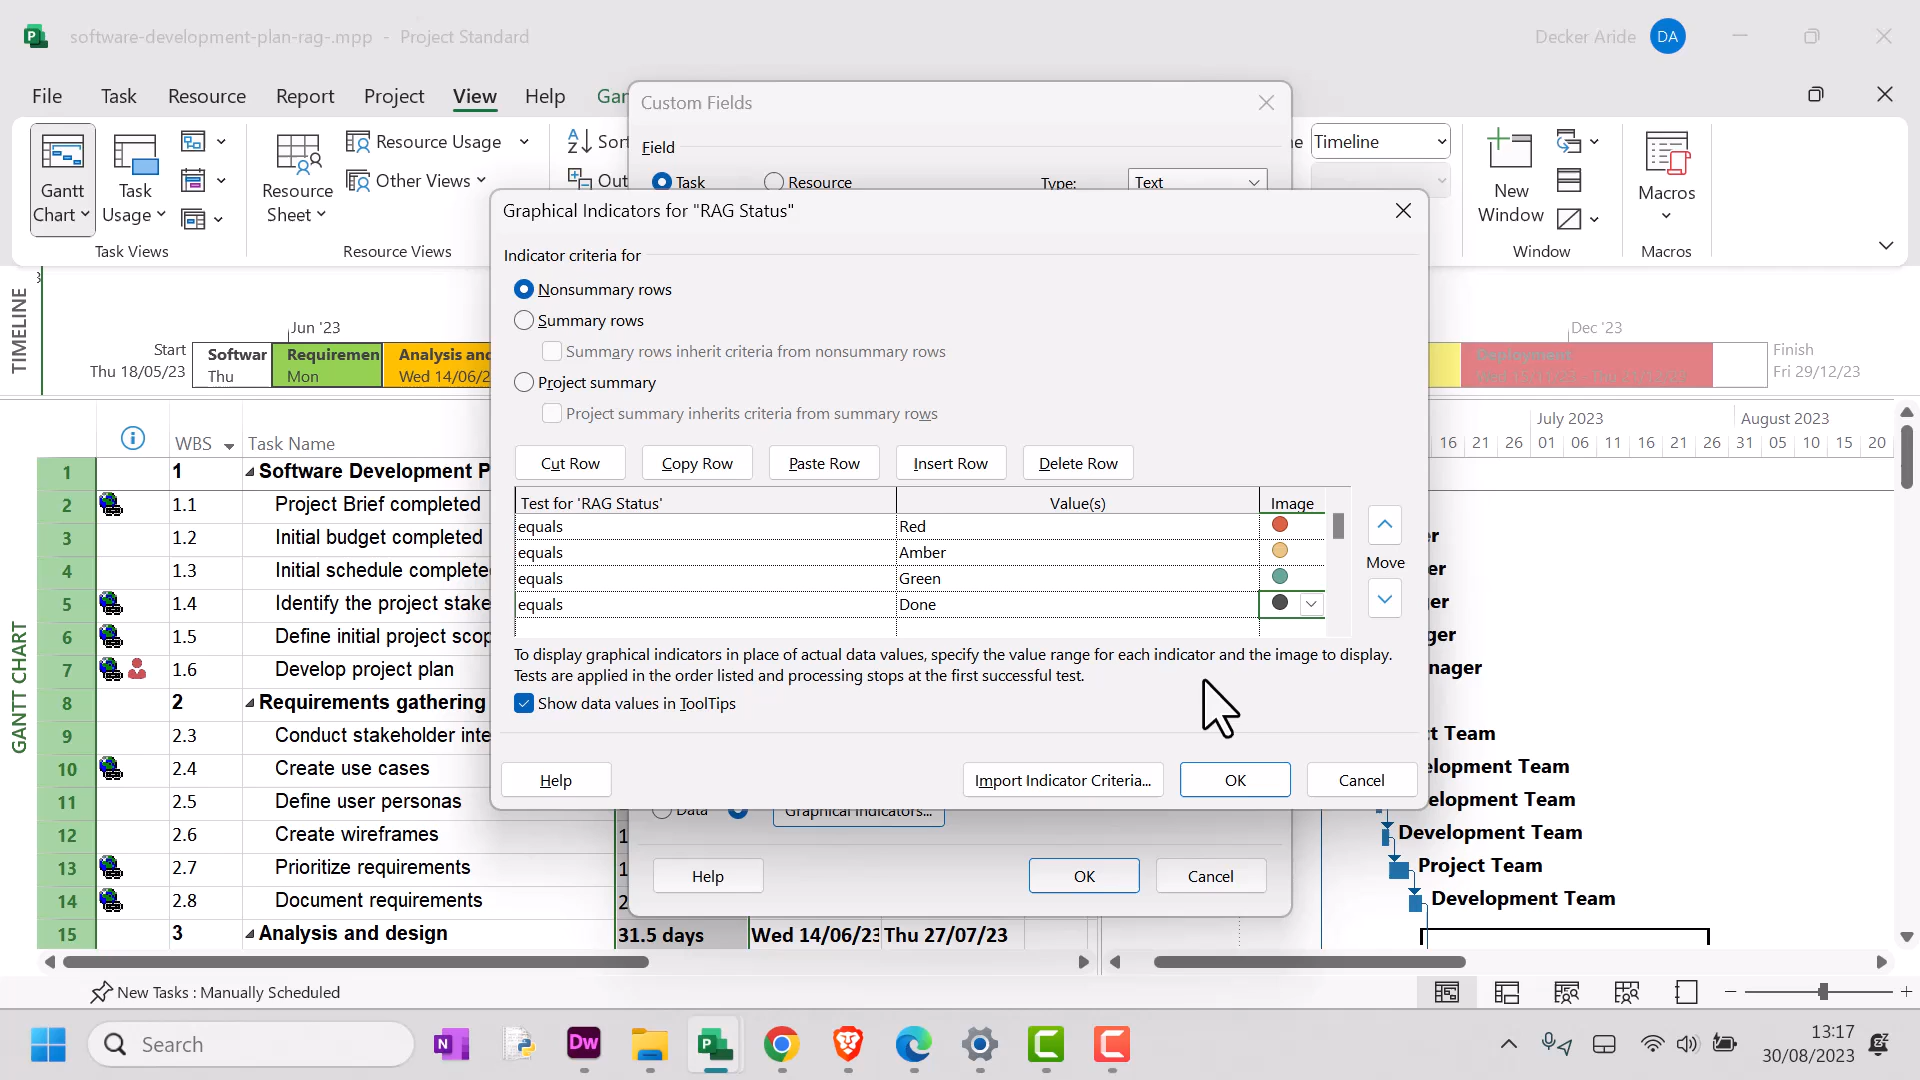 software-development-plan-rag-.mpp - Project Standard
Decker Aride DA
File Task Resource Report Project View Help
Gantt Chart
Task Usage
Task Views
Resource Sheet
Resource Usage
Other Views
Resource Views
Timeline
New Window
Window
Macros
Macros
Custom Fields
Field
Task Resource Type: Text
Graphical Indicators for "RAG Status"
Indicator criteria for
Nonsummary rows
Summary rows
Summary rows inherit criteria from nonsummary rows
Project summary
Project summary inherits criteria from summary rows
Cut Row Copy Row Paste Row Insert Row Delete Row
Test for 'RAG Status' Value(s) Image
equals Red
equals Amber
equals Green
equals Done
Move
To display graphical indicators in place of actual data values, specify the value range for each indicator and the image to display.
Tests are applied in the order listed and processing stops at the first successful test.
Show data values in ToolTips
Help Import Indicator Criteria... OK Cancel
Data Graphical Indicators...
Help OK Cancel
TIMELINE
Jun '23
Dec '23
Start
Thu 18/05/23
Softwar
Thu
Requiremen
Mon
Analysis and
Wed 14/06/2
Deployment
Finish
Fri 29/12/23
GANTT CHART
WBS Task Name
July 2023 August 2023
16 21 26 01 06 11 16 21 26 31 05 10 15 20
1 1 Software Development P
2 1.1 Project Brief completed
3 1.2 Initial budget completed
4 1.3 Initial schedule complete
5 1.4 Identify the project stake
6 1.5 Define initial project scop
7 1.6 Develop project plan
8 2 Requirements gathering
9 2.3 Conduct stakeholder inte
10 2.4 Create use cases
11 2.5 Define user personas
12 2.6 Create wireframes
13 2.7 Prioritize requirements
14 2.8 Document requirements
15 3 Analysis and design 31.5 days Wed 14/06/23 Thu 27/07/23
t Team
elopment Team
elopment Team
Development Team
Project Team
Development Team
New Tasks : Manually Scheduled
Search
13:17
30/08/2023